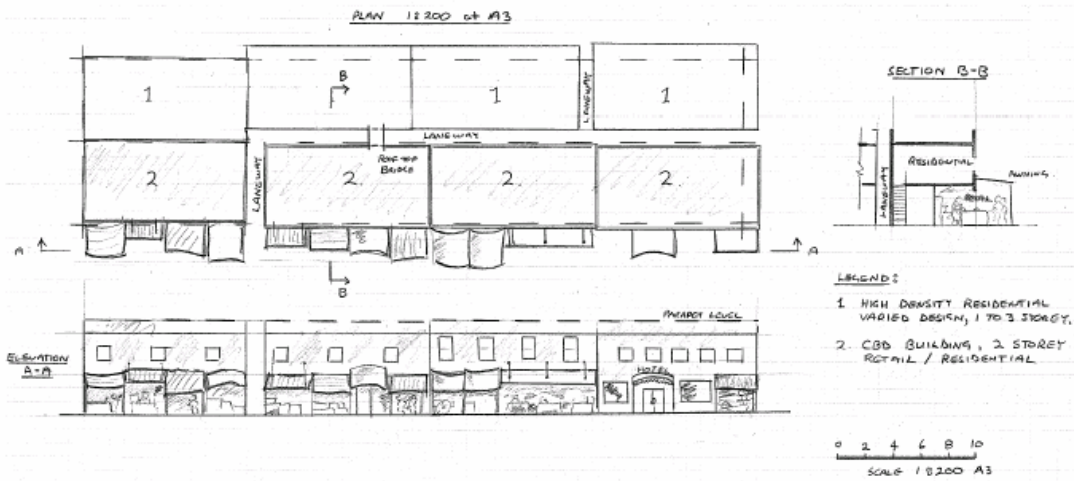 PLAN 1:200 at A3
B
1
1
1
LANEWAY
LANEWAY
ROOF TOP
BRIDGE
LANEWAY
2
2
2
2
A
A
B
SECTION B-B
RESIDENTIAL
AWNING
RETAIL
LANEWAY
LEGEND:
1 HIGH DENSITY RESIDENTIAL
VARIED DESIGN, 1 TO 3 STOREY.
2 CBD BUILDING, 2 STOREY
RETAIL / RESIDENTIAL
ELEVATION
A-A
PARAPET LEVEL
HOTEL
0 2 4 6 8 10
SCALE 1:200 A3